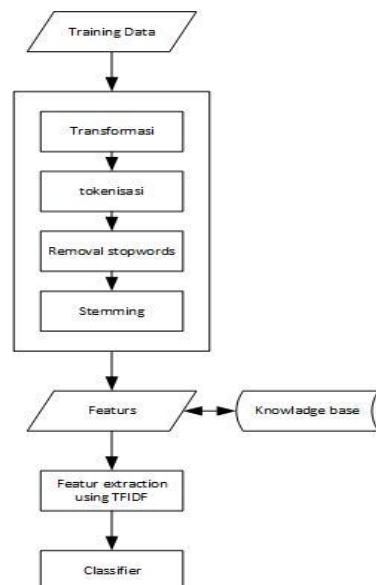 Training Data
Transformasi
tokenisasi
Removal stopwords
Stemming
Featurs
Knowladge base
Featur extraction
using TFIDF
Classifier